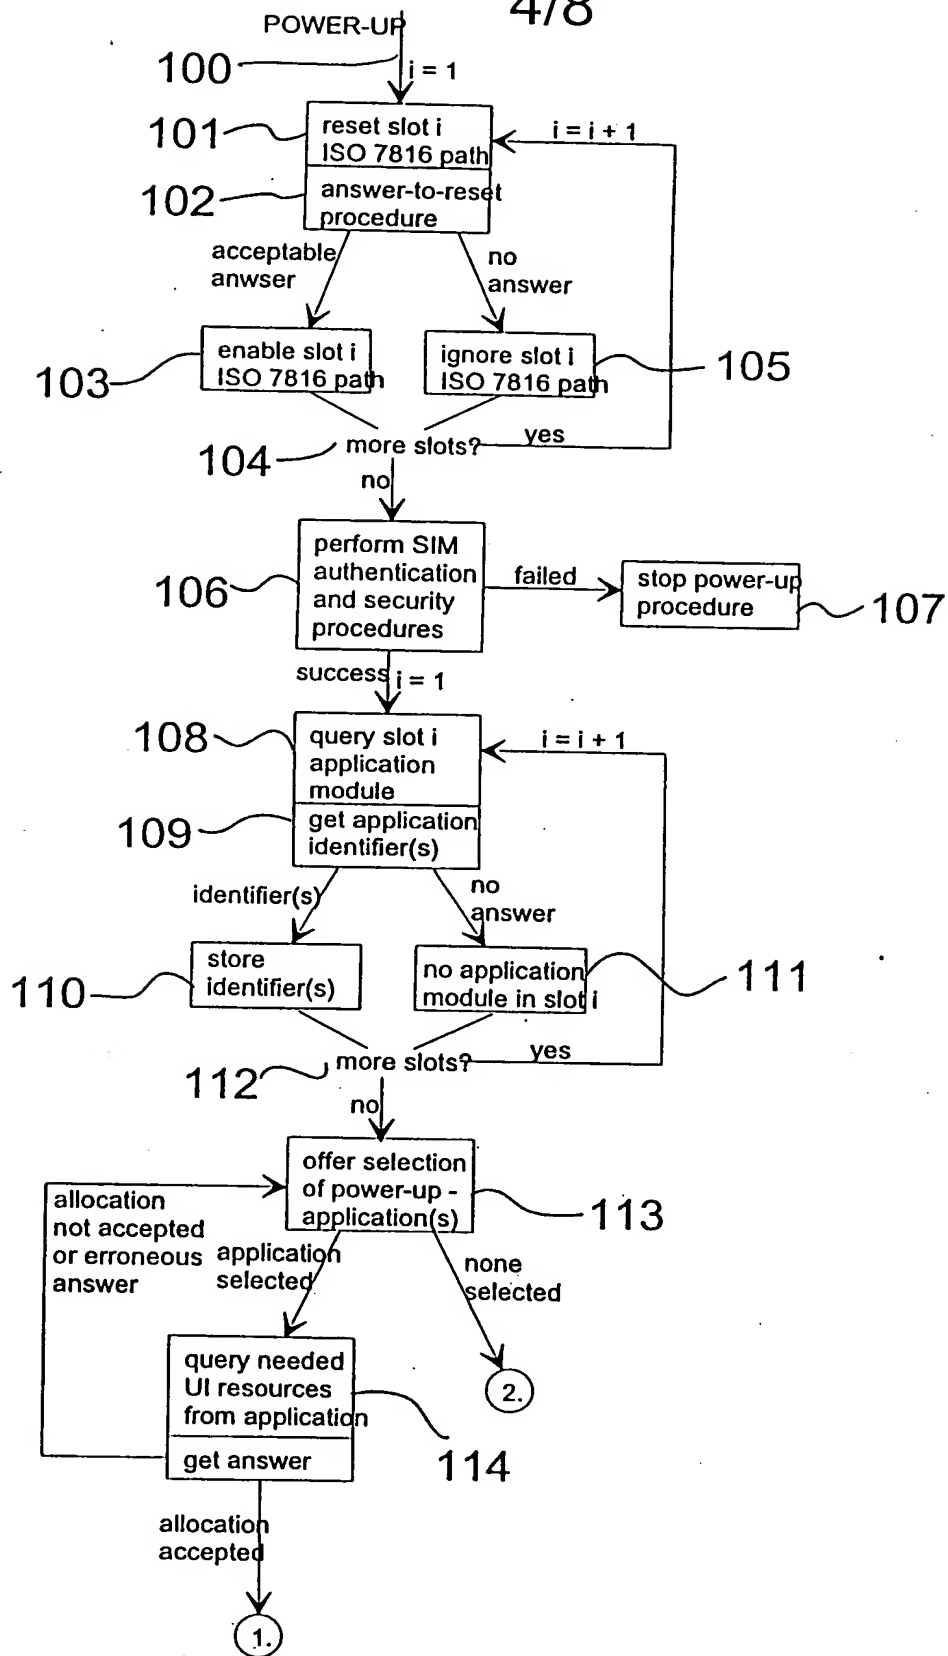 4/8
POWER-UP
100
i = 1
101
reset slot i
ISO 7816 path
i = i + 1
102
answer-to-reset
procedure
acceptable
anwser
no
answer
103
enable slot i
ISO 7816 path
ignore slot i
ISO 7816 path
105
104
more slots?
yes
no
106
perform SIM
authentication
and security
procedures
failed
stop power-up
procedure
107
success
i = 1
108
query slot i
application
module
i = i + 1
109
get application
identifier(s)
identifier(s)
no
answer
110
store
identifier(s)
no application
module in slot i
111
112
more slots?
yes
no
offer selection
of power-up -
application(s)
113
allocation
not accepted
or erroneous
answer
application
selected
none
selected
query needed
UI resources
from application
get answer
114
2.
allocation
accepted
1.